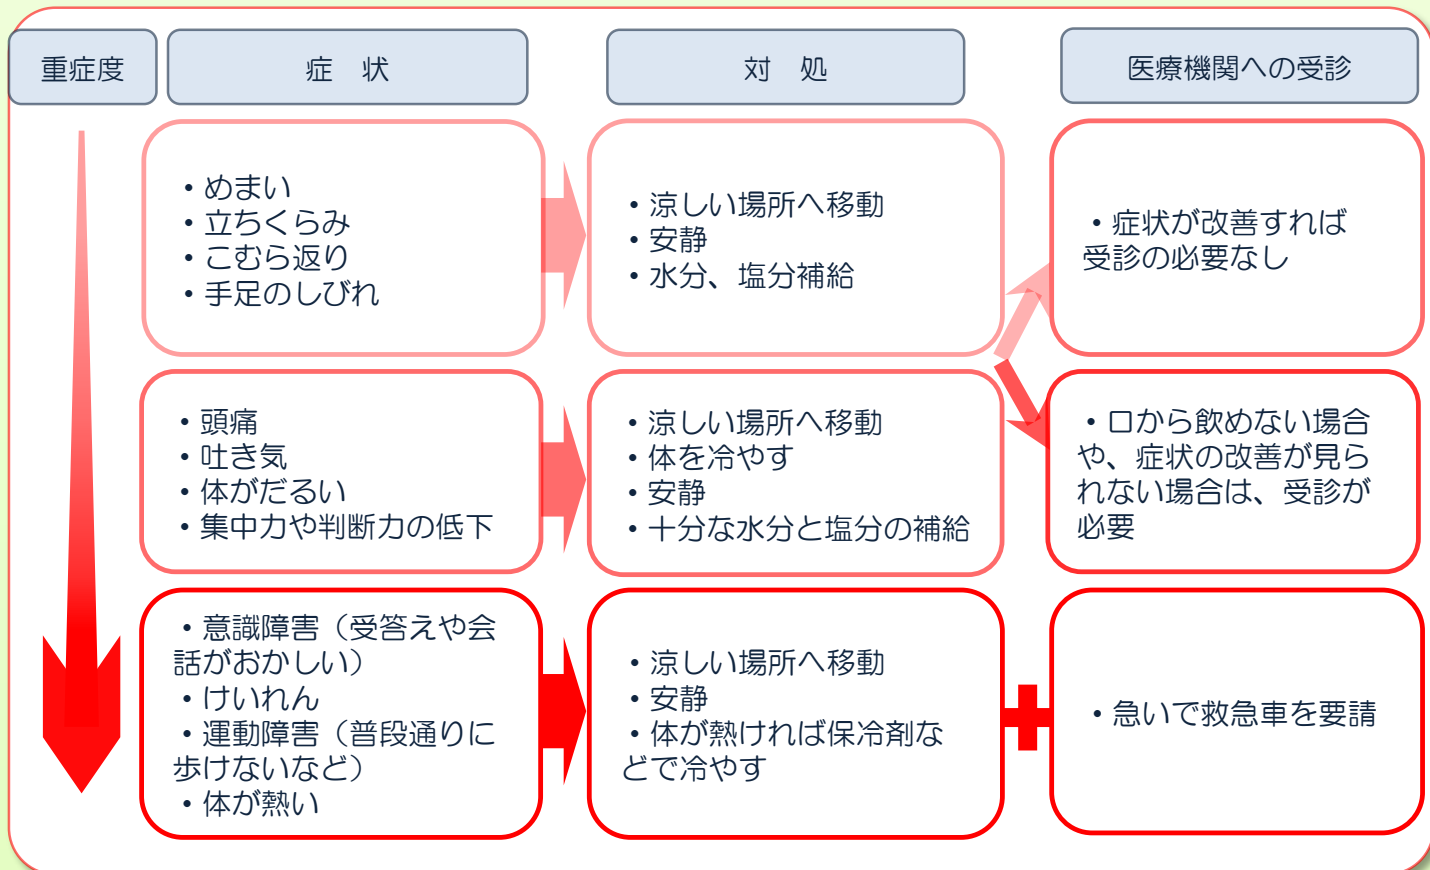 重症度
症　状
対　処
医療機関への受診
・めまい
・立ちくらみ
・こむら返り
・手足のしびれ
・涼しい場所へ移動
・安静
・水分、塩分補給
・症状が改善すれば
受診の必要なし
・頭痛
・吐き気
・体がだるい
・集中力や判断力の低下
・涼しい場所へ移動
・体を冷やす
・安静
・十分な水分と塩分の補給
・口から飲めない場合
や、症状の改善が見ら
れない場合は、受診が
必要
・意識障害（受答えや会
話がおかしい）
・けいれん
・運動障害（普段通りに
歩けないなど）
・体が熱い
・涼しい場所へ移動
・安静
・体が熱ければ保冷剤な
どで冷やす
・急いで救急車を要請